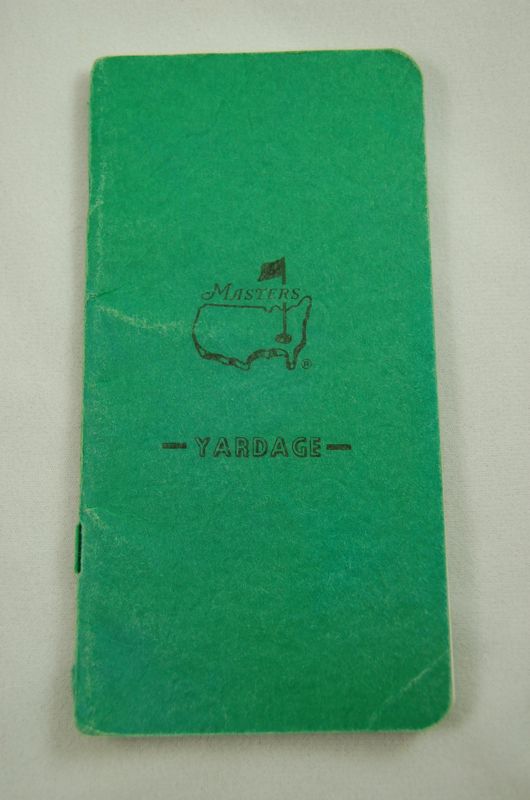 MASTERS
®
— YARDAGE —